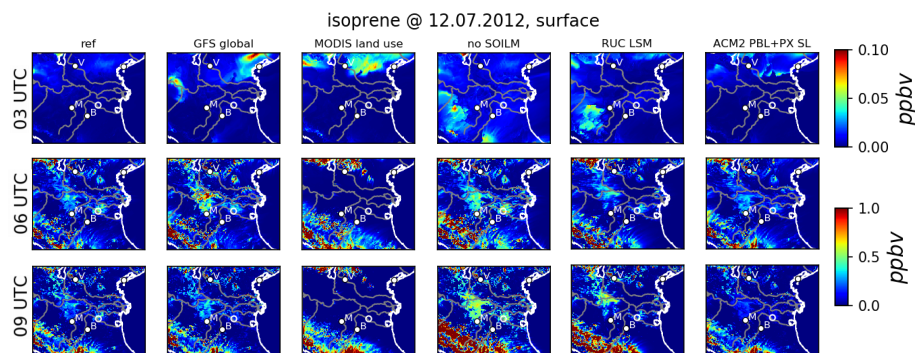 isoprene @ 12.07.2012, surface
ref GFS global MODIS land use no SOILM RUC LSM ACM2 PBL+PX SL
03 UTC
V M B V M B V M B V M B V M B V M B
0.10
0.05
0.00
ppbv
06 UTC
V M B V M B V M B V M B V M B V M B
09 UTC
V M B V M B V M B V M B V M B V M B
1.0
0.5
0.0
ppbv